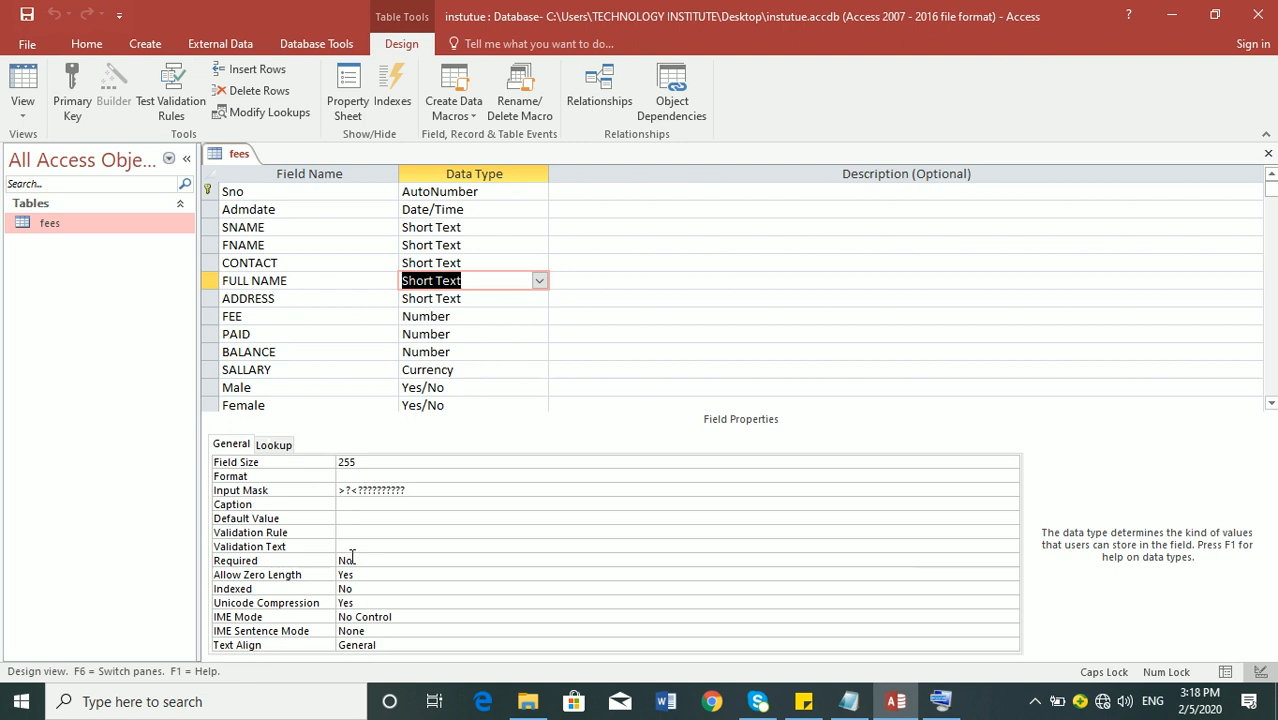 Table Tools
instutue : Database- C:\Users\TECHNOLOGY INSTITUTE\Desktop\instutue.accdb (Access 2007 - 2016 file format) - Access
?
File Home Create External Data Database Tools Design Tell me what you want to do...
Sign in
View
Primary Key
Builder
Test Validation Rules
Insert Rows
Delete Rows
Modify Lookups
Property Sheet
Indexes
Create Data Macros
Rename/ Delete Macro
Relationships
Object Dependencies
Views Tools Show/Hide Field, Record & Table Events Relationships
All Access Obje...
Search...
Tables
fees
fees
Field Name Data Type Description (Optional)
Sno AutoNumber
Admdate Date/Time
SNAME Short Text
FNAME Short Text
CONTACT Short Text
FULL NAME Short Text
ADDRESS Short Text
FEE Number
PAID Number
BALANCE Number
SALLARY Currency
Male Yes/No
Female Yes/No
Field Properties
General Lookup
Field Size 255
Format
Input Mask >?<??????????
Caption
Default Value
Validation Rule
Validation Text
Required No
Allow Zero Length Yes
Indexed No
Unicode Compression Yes
IME Mode No Control
IME Sentence Mode None
Text Align General
The data type determines the kind of values
that users can store in the field. Press F1 for
help on data types.
Design view. F6 = Switch panes. F1 = Help.
Caps Lock Num Lock
Type here to search
ENG
3:18 PM
2/5/2020